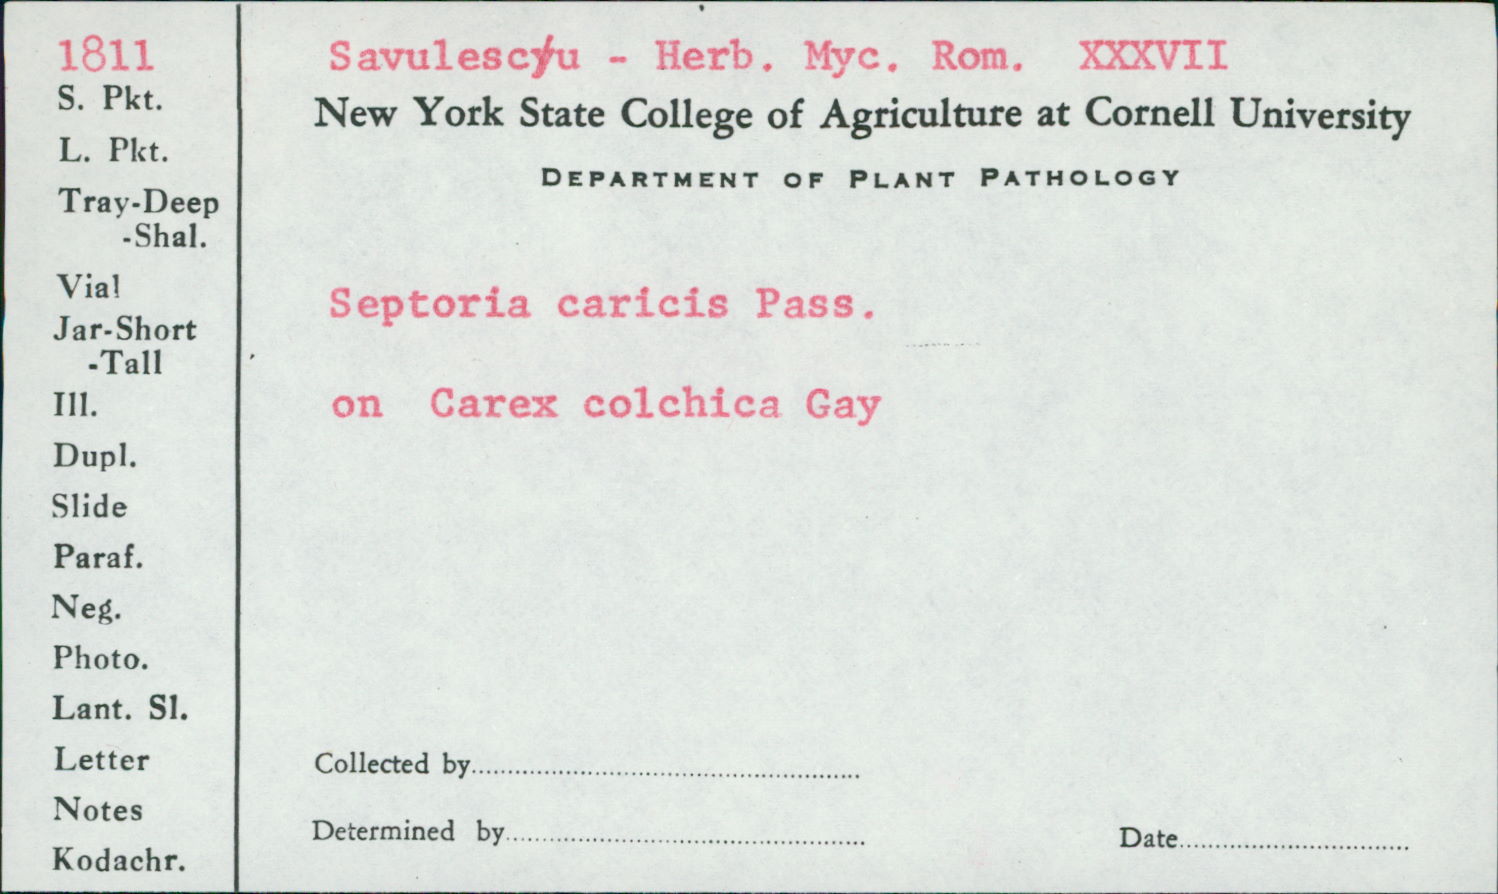 1811
S. Pkt.
L. Pkt.
Tray-Deep
-Shal.
Vial
Jar-Short
-Tall
Ill.
Dupl.
Slide
Paraf.
Neg.
Photo.
Lant. Sl.
Letter
Notes
Kodachr.
Savulescyu - Herb. Myc. Rom. XXXVII
New York State College of Agriculture at Cornell University
DEPARTMENT OF PLANT PATHOLOGY
Septoria caricis Pass.
on Carex colchica Gay
Collected by
Determined by
Date